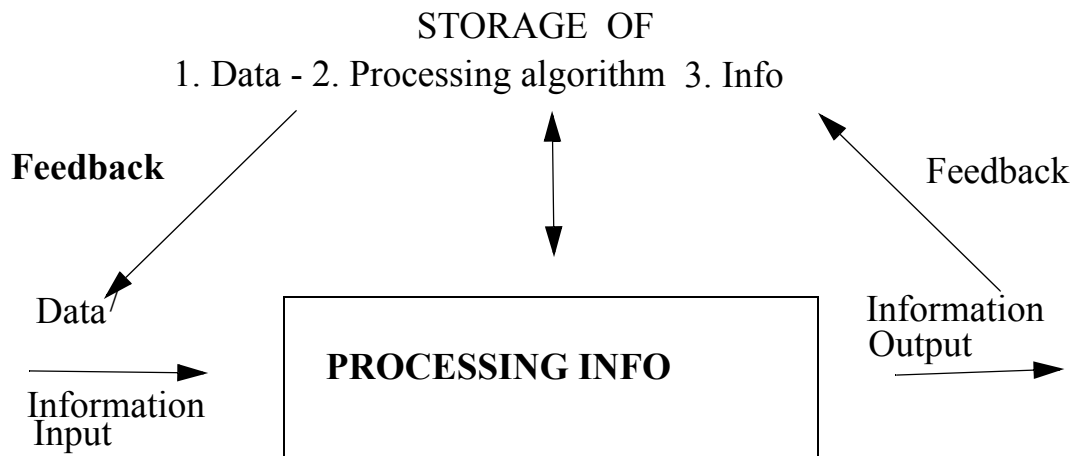 STORAGE OF
1. Data - 2. Processing algorithm 3. Info
Feedback
Feedback
Data
Information
Input
PROCESSING INFO
Information
Output